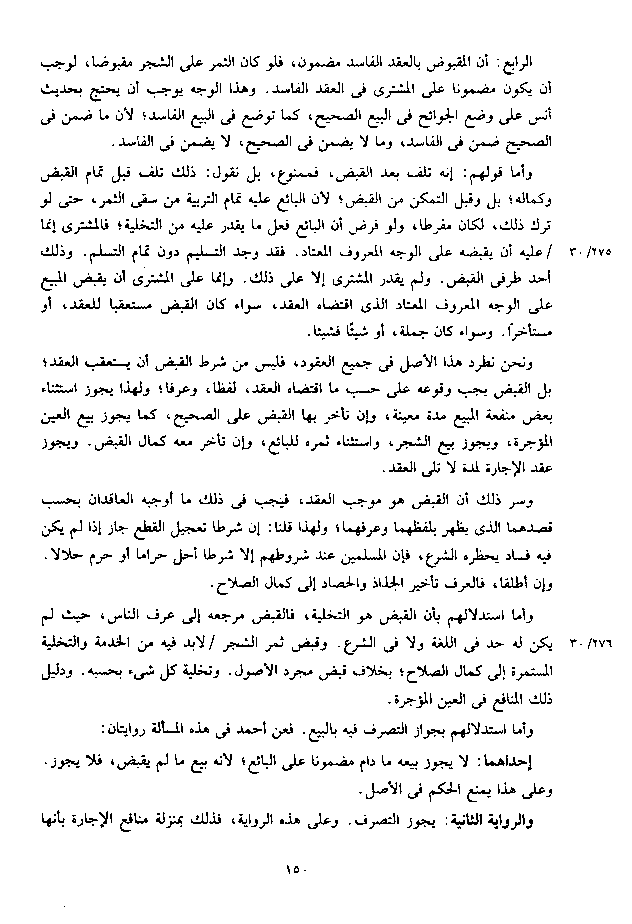 الرابع: أن المقبوض بالعقد الفاسد مضمون، فلو كان الثمر على الشجر مقبوضا، لوجب
أن يكون مضمونا على المشترى فى العقد الفاسد. وهذا الوجه يوجب أن يحتج بحديث
أنس على وضع الجوائح فى البيع الصحيح، كما توضع فى البيع الفاسد؛ لأن ما ضمن فى
الصحيح ضمن فى الفاسد، وما لا يضمن فى الصحيح، لا يضمن فى الفاسد.
وأما قولهم: إنه تلف بعد القبض، فممنوع، بل نقول: ذلك تلف قبل تمام القبض
وكماله؛ بل وقبل التمكن من القبض؛ لأن البائع عليه تمام التربية من سقى الثمر، حتى لو
ترك ذلك، لكان مفرطا، ولو فرض أن البائع فعل ما يقدر عليه من التخلية؛ فالمشترى إنما
٣٠/٢٧٥ /عليه أن يقبضه على الوجه المعروف المعتاد. فقد وجد التسليم دون تمام التسلم. وذلك
أحد طرفى القبض. ولم يقدر المشترى إلا على ذلك. وإنما على المشترى أن يقبض المبيع
على الوجه المعروف المعتاد الذى اقتضاه العقد، سواء كان القبض مستعقبا للعقد، أو
مستأخراً. وسواء كان جملة، أو شيئًا فشيئا.
ونحن نطرد هذا الأصل فى جميع العقود، فليس من شرط القبض أن يستعقب العقد؛
بل القبض يجب وقوعه على حسب ما اقتضاه العقد، لفظا، وعرفا؛ ولهذا يجوز استثناء
بعض منفعة المبيع مدة معينة، وإن تأخر بها القبض على الصحيح، كما يجوز بيع العين
المؤجرة، ويجوز بيع الشجر، واستثناء ثمره للبائع، وإن تأخر معه كمال القبض. ويجوز
عقد الإجارة لمدة لا تلى العقد.
وسر ذلك أن القبض هو موجب العقد، فيجب فى ذلك ما أوجبه العاقدان بحسب
قصدهما الذى يظهر بلفظهما وعرفهما؛ ولهذا قلنا: إن شرطا تعجيل القطع جاز إذا لم يكن
فيه فساد يحظره الشرع، فإن المسلمين عند شروطهم إلا شرطا أحل حراما أو حرم حلالا.
وإن أطلقا، فالعرف تأخير الجذاذ والحصاد إلى كمال الصلاح.
وأما استدلالهم بأن القبض هو التخلية، فالقبض مرجعه إلى عرف الناس، حيث لم
٣٠/٢٧٦ يكن له حد فى اللغة ولا فى الشرع. وقبض ثمر الشجر /لابد فيه من الخدمة والتخلية
المستمرة إلى كمال الصلاح؛ بخلاف قبض مجرد الأصول. وتخلية كل شىء بحسبه. ودليل
ذلك المنافع فى العين المؤجرة.
وأما استدلالهم بجواز التصرف فيه بالبيع. فعن أحمد فى هذه المسألة روايتان:
إحداهما: لا يجوز بيعه ما دام مضمونا على البائع؛ لأنه بيع ما لم يقبض، فلا يجوز.
وعلى هذا يمنع الحكم فى الأصل.
والرواية الثانية: يجوز التصرف. وعلى هذه الرواية، فذلك بمنزلة منافع الإجارة بأنها
١٥٠